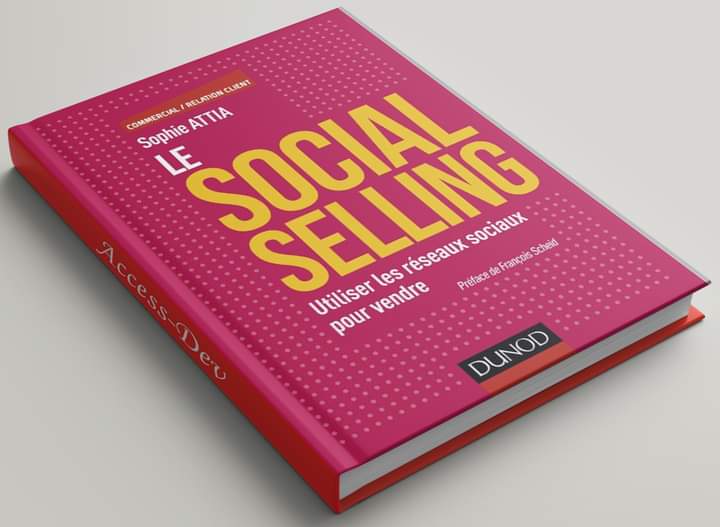 COMMERCIAL / RELATION CLIENT
Sophie ATTIA
LE
SOCIAL
SELLING
Utiliser les réseaux sociaux
pour vendre
Préface de François Scheid
DUNOD
Access-Dev